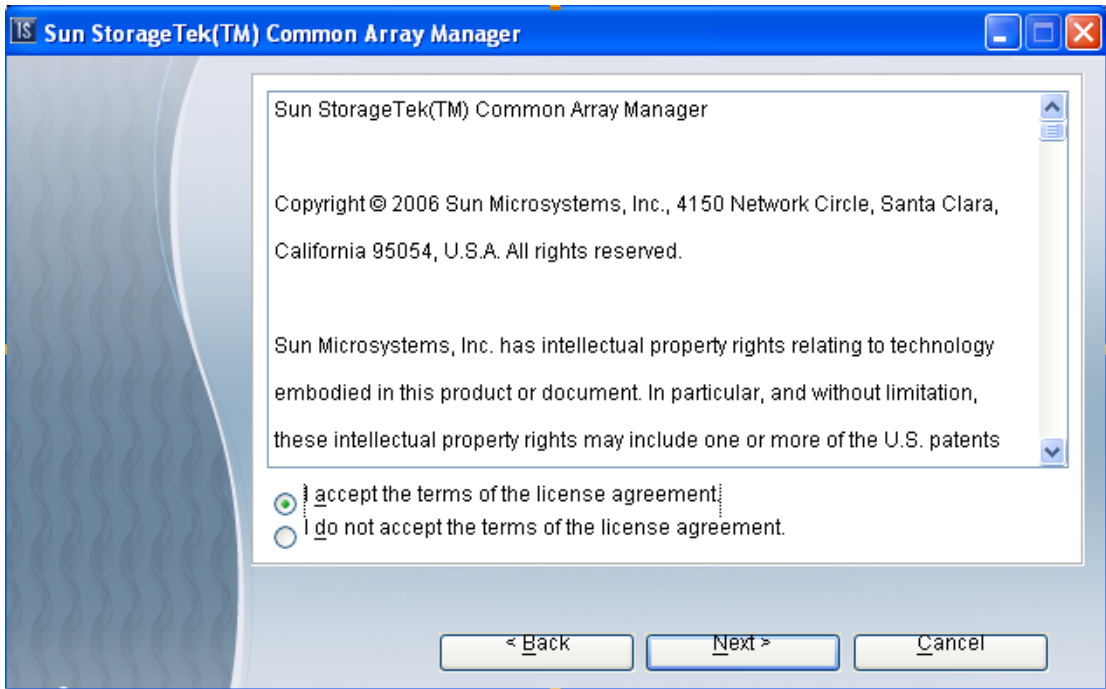 IS Sun StorageTek(TM) Common Array Manager
Sun StorageTek(TM) Common Array Manager
Copyright © 2006 Sun Microsystems, Inc., 4150 Network Circle, Santa Clara,
California 95054, U.S.A. All rights reserved.
Sun Microsystems, Inc. has intellectual property rights relating to technology
embodied in this product or document. In particular, and without limitation,
these intellectual property rights may include one or more of the U.S. patents
I accept the terms of the license agreement.
I do not accept the terms of the license agreement.
< Back
Next >
Cancel